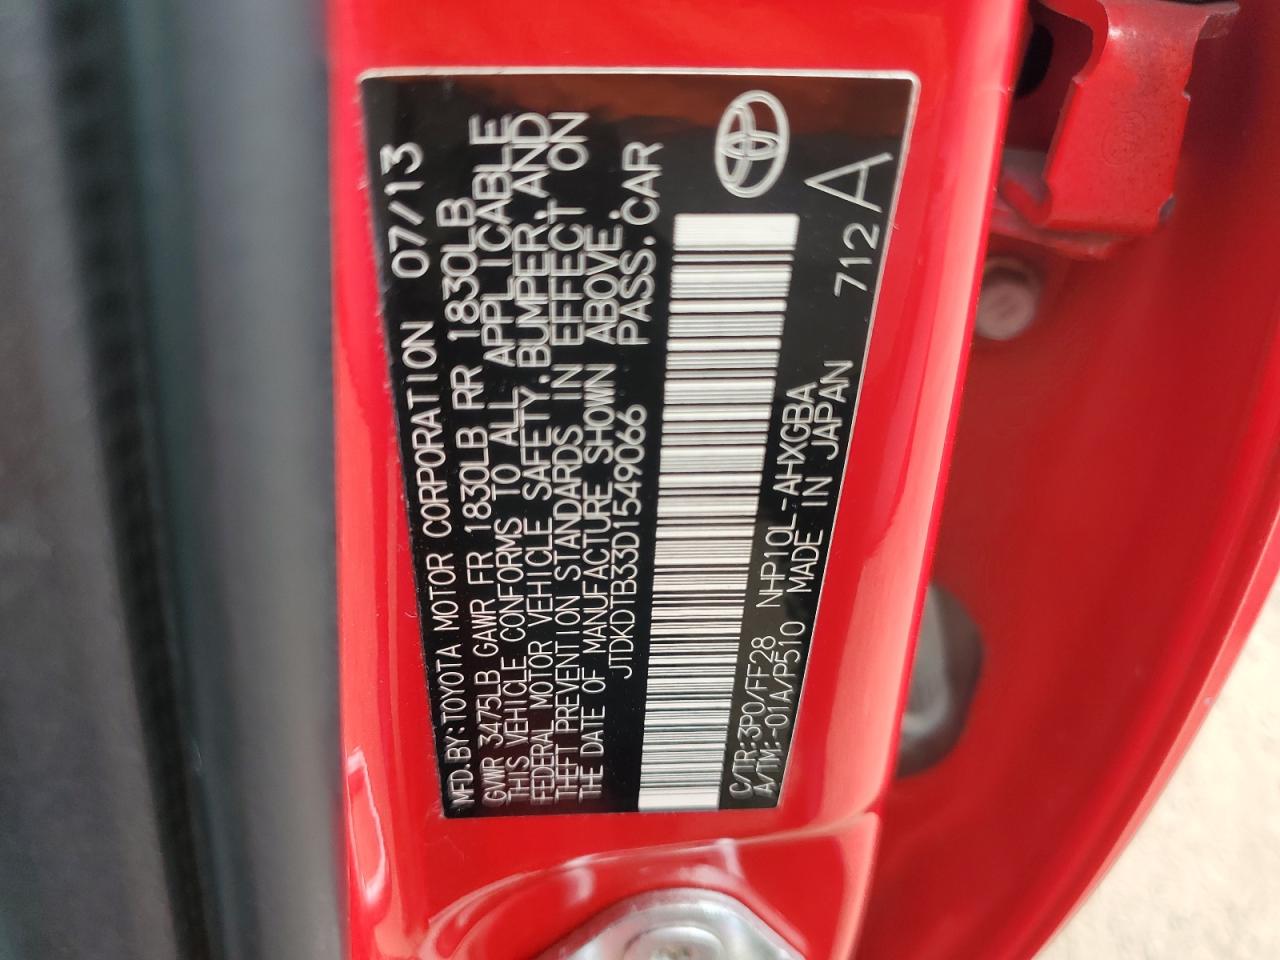 MFD.BY:TOYOTA MOTOR CORPORATION 07/13
GVWR 3475LB GAWR FR 1830LB RR 1830LB
THIS VEHICLE CONFORMS TO ALL APPLICABLE
FEDERAL MOTOR VEHICLE SAFETY,BUMPER,AND
THEFT PREVENTION STANDARDS IN EFFECT ON
THE DATE OF MANUFACTURE SHOWN ABOVE.
JTDKDTB33D1549066 PASS.CAR
C/TR:3P0/FF28 NHP10L-AHXGBA 712
A/TM:-01A/P510 MADE IN JAPAN A